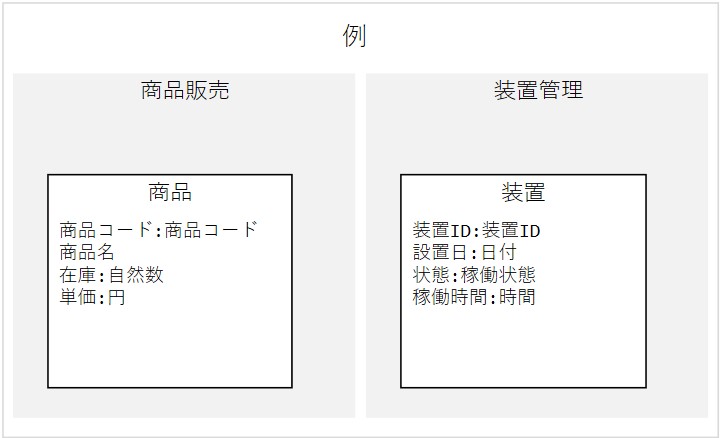 例
商品販売
商品
商品コード:商品コード
商品名
在庫:自然数
単価:円
装置管理
装置
装置ID:装置ID
設置日:日付
状態:稼働状態
稼働時間:時間